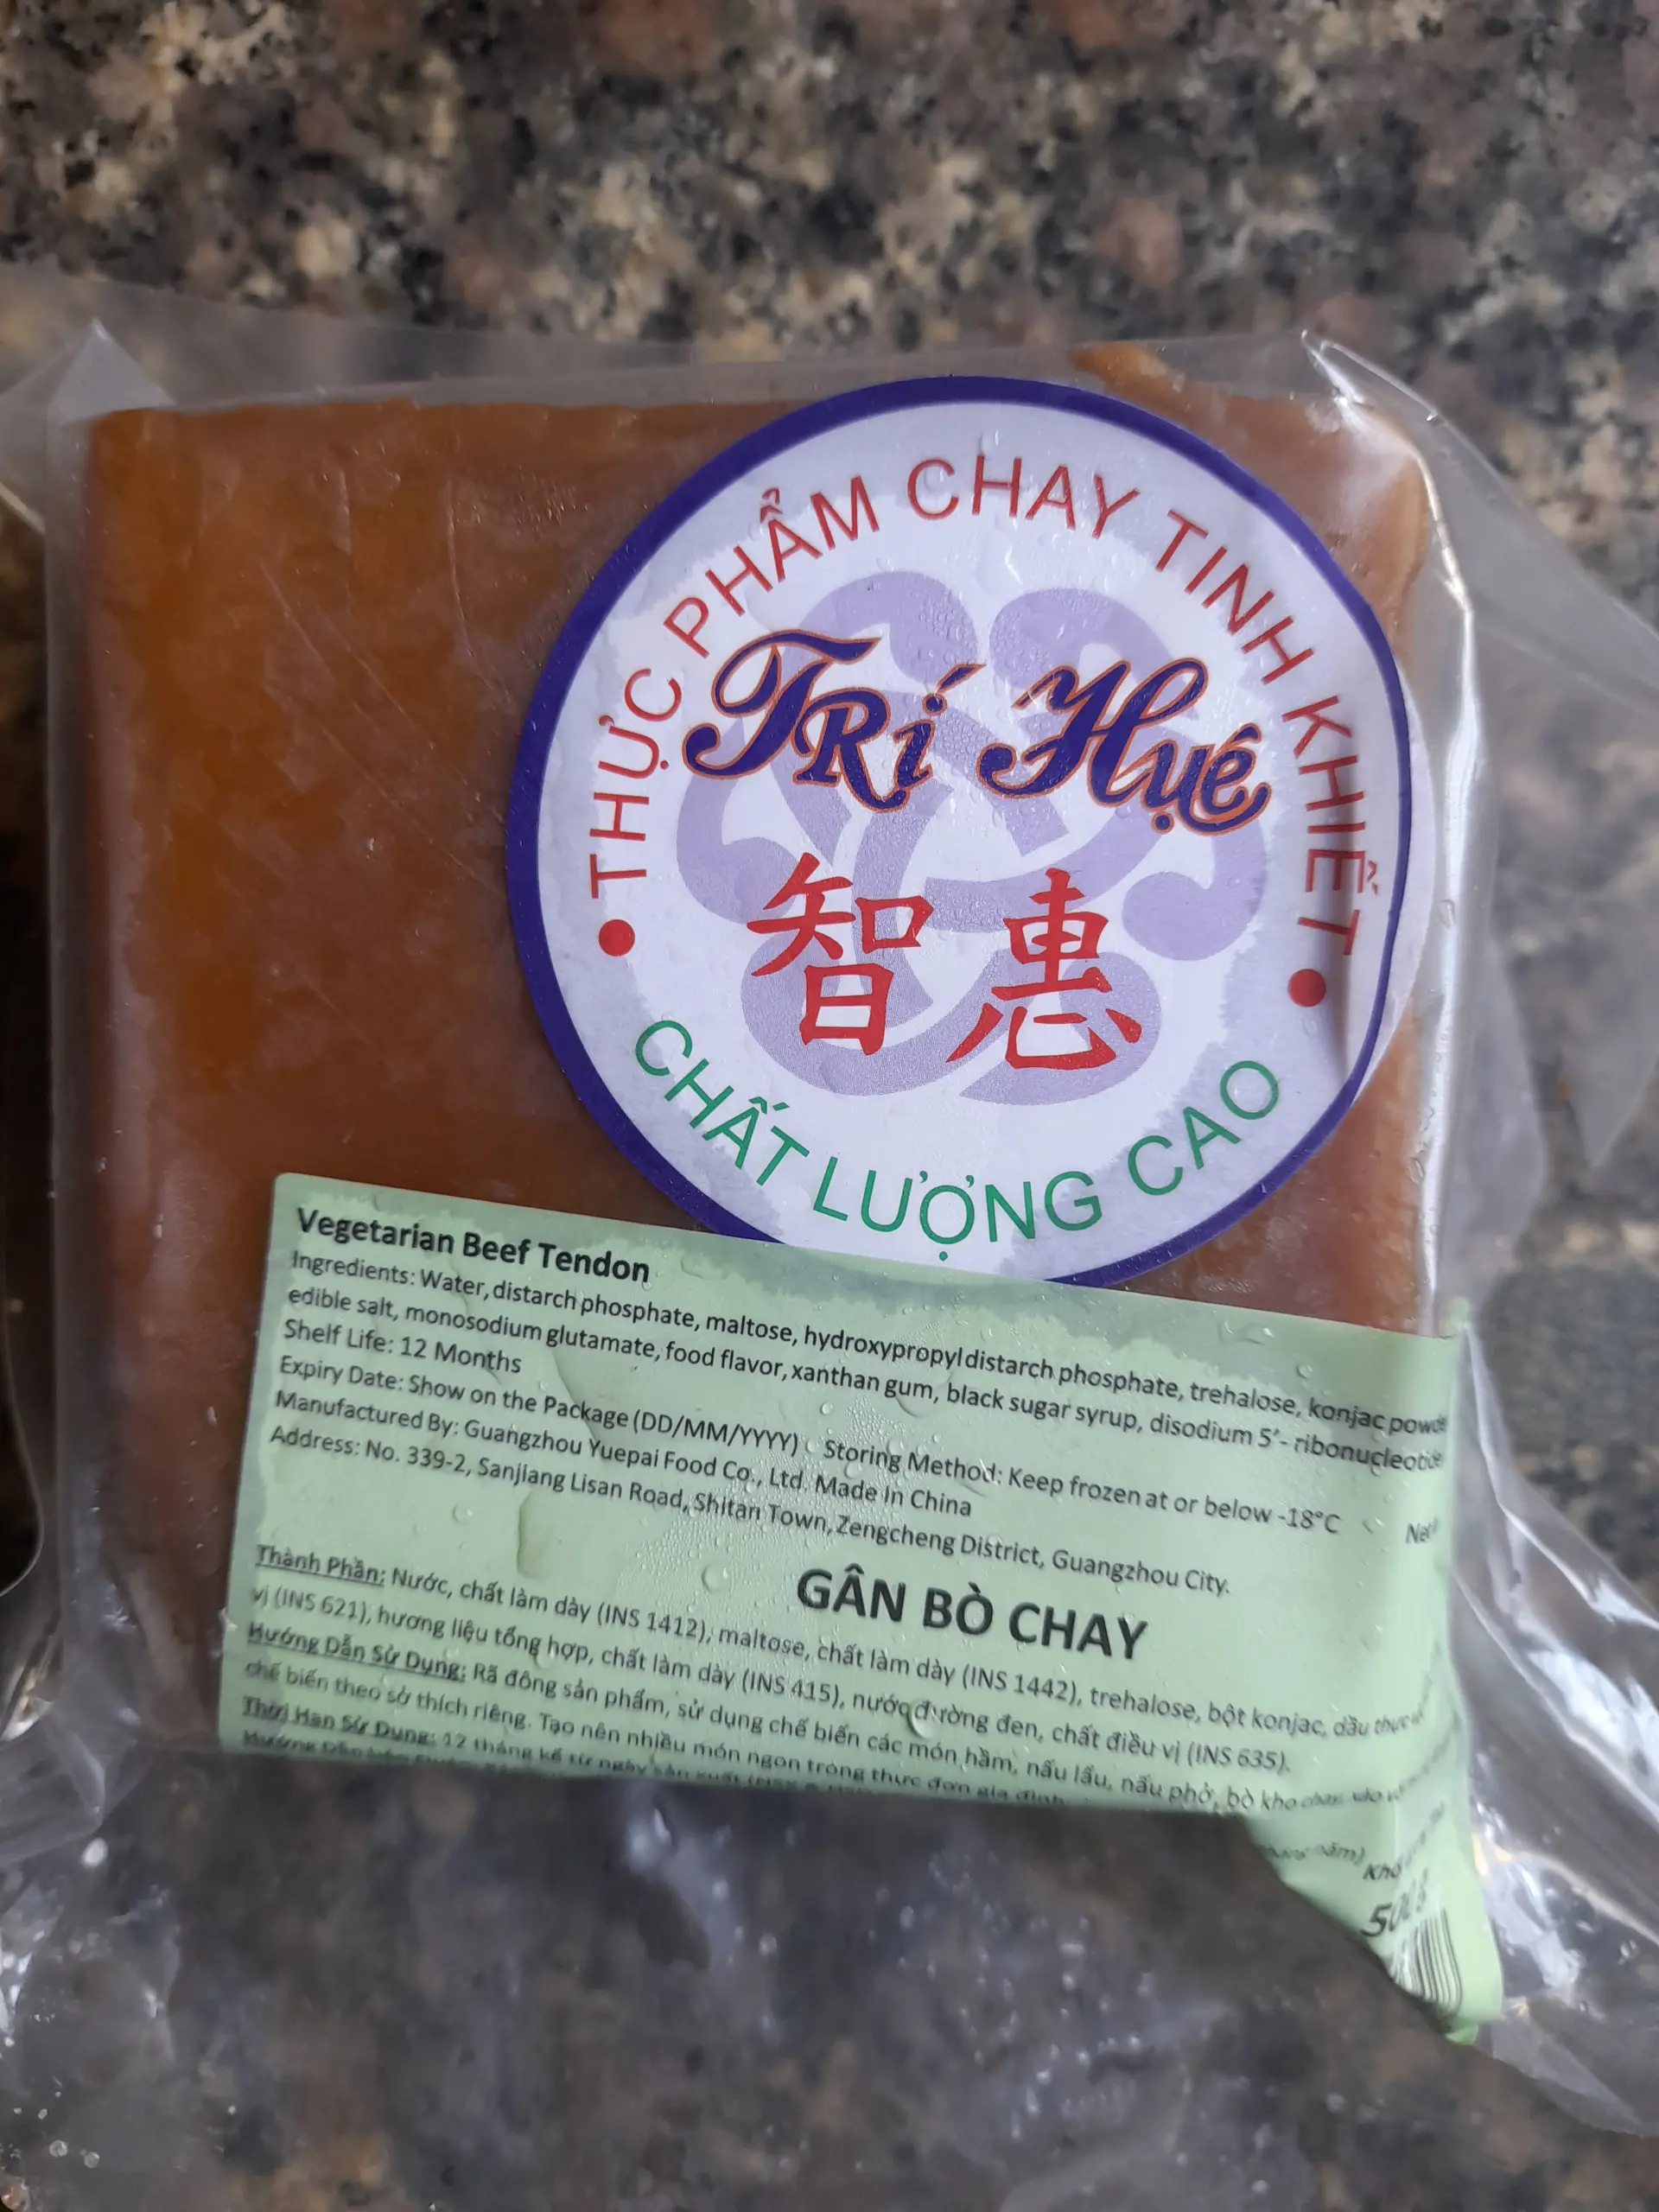 THỰC PHẨM CHAY TINH KHIẾT
Trí Huệ
智惠
CHẤT LƯỢNG CAO
Vegetarian Beef Tendon
Ingredients: Water, distarch phosphate, maltose, hydroxypropyl distarch phosphate, trehalose, konjac
edible salt, monosodium glutamate, food flavor, xanthan gum, black sugar syrup, disodium 5'- ribonucleotide
Shelf Life: 12 Months
Expiry Date: Show on the Package (DD/MM/YYYY) Storing Method: Keep frozen at or below -18°C Net
Manufactured By: Guangzhou Yuepai Food Co., Ltd. Made In China
Address: No. 339-2, Sanjiang Lisan Road, Shitan Town, Zengcheng District, Guangzhou City.
GÂN BÒ CHAY
Thành Phần: Nước, chất làm dày (INS 1412), maltose, chất làm dày (INS 1442), trehalose, bột konjac, dầu thực
vị (INS 621), hương liệu tổng hợp, chất làm dày (INS 415), nước đường đen, chất điều vị (INS 635).
Hướng Dẫn Sử Dụng: Rã đông sản phẩm, sử dụng chế biến các món hầm, nấu lẩu, nấu phở, bò kho chay, xào
chế biến theo sở thích riêng. Tạo nên nhiều món ngon trong thực đơn gia đình.
Thời Hạn Sử Dụng: 12 tháng kể từ ngày sản xuất
năm)
500g